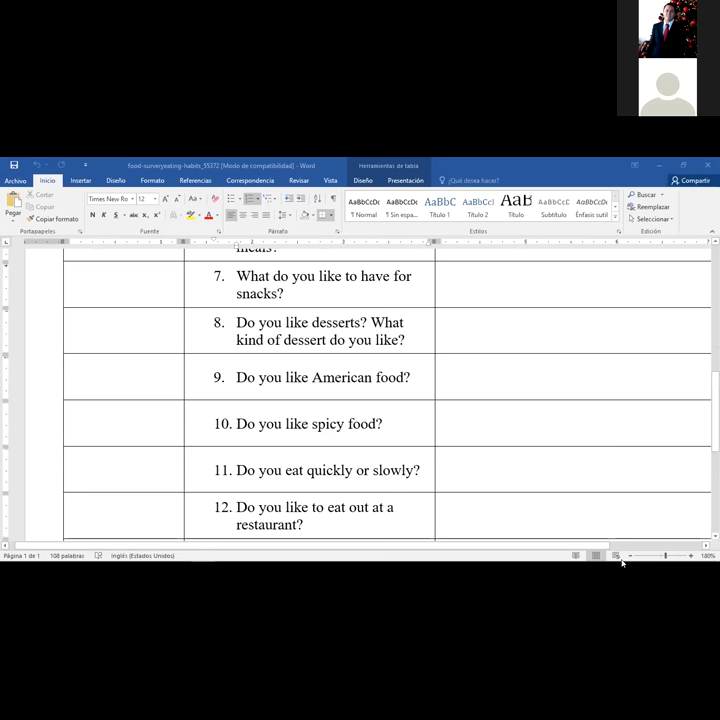 food-surveryeating-habits_55372 [Modo de compatibilidad] - Word
Herramientas de tabla
Archivo Inicio Insertar Diseño Formato Referencias Correspondencia Revisar Vista Diseño Presentación ¿Qué desea hacer? Compartir
Pegar
Cortar
Copiar
Copiar formato
Portapapeles
Times New Ro 12
N K S abc x₂ x²
Fuente
Párrafo
AaBbCcDc AaBbCcDc AaBbC AaBbCcI AaB AaBbCcC AaBbCcDc
¶ Normal ¶ Sin espa... Título 1 Título 2 Título Subtítulo Énfasis sutil
Estilos
Buscar
Reemplazar
Seleccionar
Edición
meals?
7. What do you like to have for
snacks?
8. Do you like desserts? What
kind of dessert do you like?
9. Do you like American food?
10. Do you like spicy food?
11. Do you eat quickly or slowly?
12. Do you like to eat out at a
restaurant?
Página 1 de 1 108 palabras Inglés (Estados Unidos) 180%